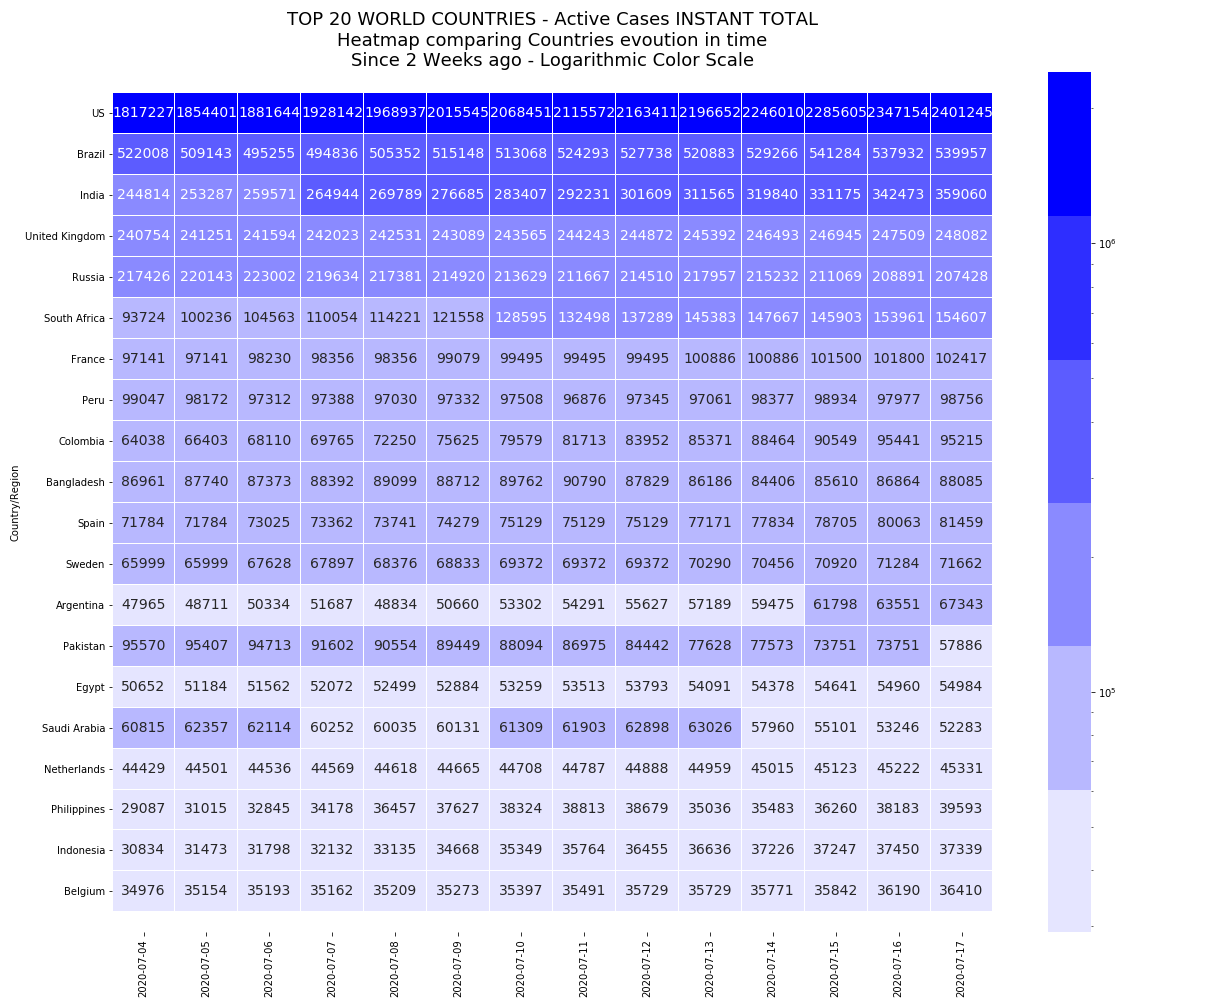 TOP 20 WORLD COUNTRIES - Active Cases INSTANT TOTAL
Heatmap comparing Countries evoution in time
Since 2 Weeks ago - Logarithmic Color Scale
US 1817227 1854401 1881644 1928142 1968937 2015545 2068451 2115572 2163411 2196652 2246010 2285605 2347154 2401245
Brazil 522008 509143 495255 494836 505352 515148 513068 524293 527738 520883 529266 541284 537932 539957
India 244814 253287 259571 264944 269789 276685 283407 292231 301609 311565 319840 331175 342473 359060
United Kingdom 240754 241251 241594 242023 242531 243089 243565 244243 244872 245392 246493 246945 247509 248082
Russia 217426 220143 223002 219634 217381 214920 213629 211667 214510 217957 215232 211069 208891 207428
South Africa 93724 100236 104563 110054 114221 121558 128595 132498 137289 145383 147667 145903 153961 154607
France 97141 97141 98230 98356 98356 99079 99495 99495 99495 100886 100886 101500 101800 102417
Peru 99047 98172 97312 97388 97030 97332 97508 96876 97345 97061 98377 98934 97977 98756
Colombia 64038 66403 68110 69765 72250 75625 79579 81713 83952 85371 88464 90549 95441 95215
Bangladesh 86961 87740 87373 88392 89099 88712 89762 90790 87829 86186 84406 85610 86864 88085
Spain 71784 71784 73025 73362 73741 74279 75129 75129 75129 77171 77834 78705 80063 81459
Sweden 65999 65999 67628 67897 68376 68833 69372 69372 69372 70290 70456 70920 71284 71662
Argentina 47965 48711 50334 51687 48834 50660 53302 54291 55627 57189 59475 61798 63551 67343
Pakistan 95570 95407 94713 91602 90554 89449 88094 86975 84442 77628 77573 73751 73751 57886
Egypt 50652 51184 51562 52072 52499 52884 53259 53513 53793 54091 54378 54641 54960 54984
Saudi Arabia 60815 62357 62114 60252 60035 60131 61309 61903 62898 63026 57960 55101 53246 52283
Netherlands 44429 44501 44536 44569 44618 44665 44708 44787 44888 44959 45015 45123 45222 45331
Philippines 29087 31015 32845 34178 36457 37627 38324 38813 38679 35036 35483 36260 38183 39593
Indonesia 30834 31473 31798 32132 33135 34668 35349 35764 36455 36636 37226 37247 37450 37339
Belgium 34976 35154 35193 35162 35209 35273 35397 35491 35729 35729 35771 35842 36190 36410
2020-07-04 2020-07-05 2020-07-06 2020-07-07 2020-07-08 2020-07-09 2020-07-10 2020-07-11 2020-07-12 2020-07-13 2020-07-14 2020-07-15 2020-07-16 2020-07-17
Country/Region
10⁶
10⁵